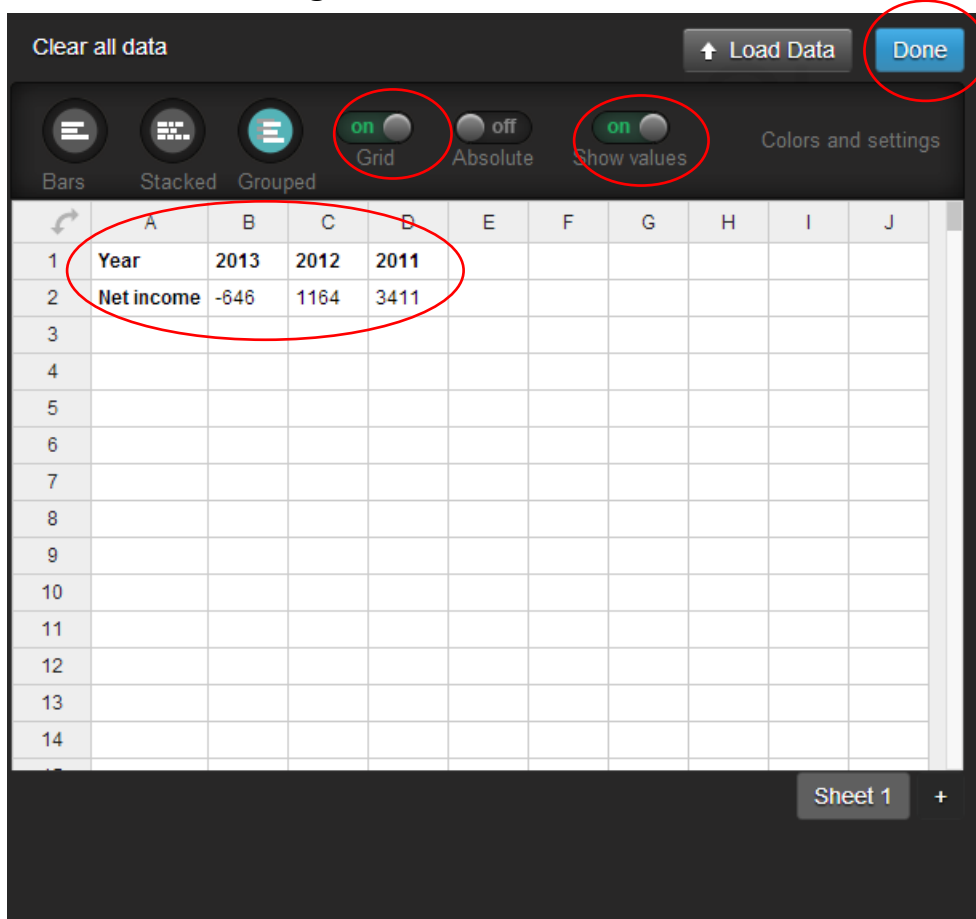 Clear all data Load Data Done
on off on
Grid Absolute Show values Colors and settings
Bars Stacked Grouped
A B C D E F G H I J
1 Year 2013 2012 2011
2 Net income -646 1164 3411
3
4
5
6
7
8
9
10
11
12
13
14
Sheet 1 +